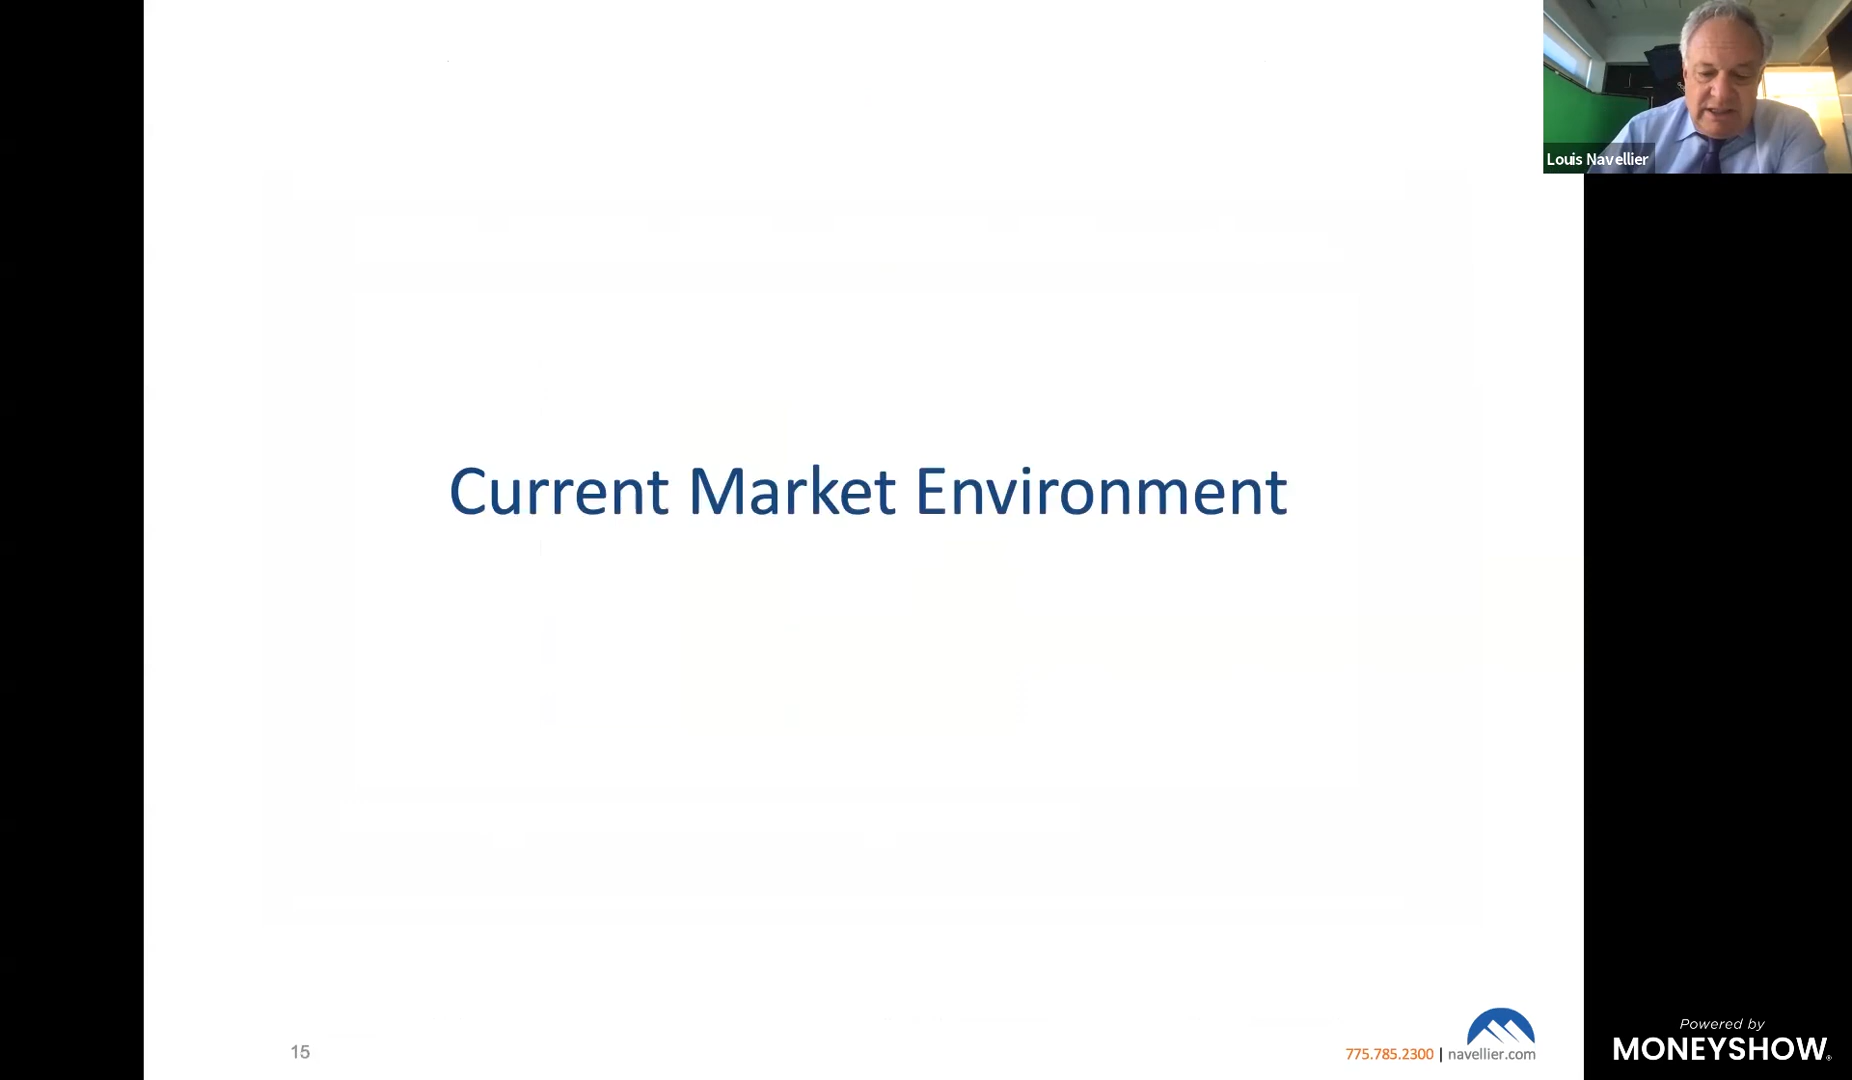 Louis Navellier
Current Market Environment
15
775.785.2300 | navellier.com
Powered by
MONEYSHOW